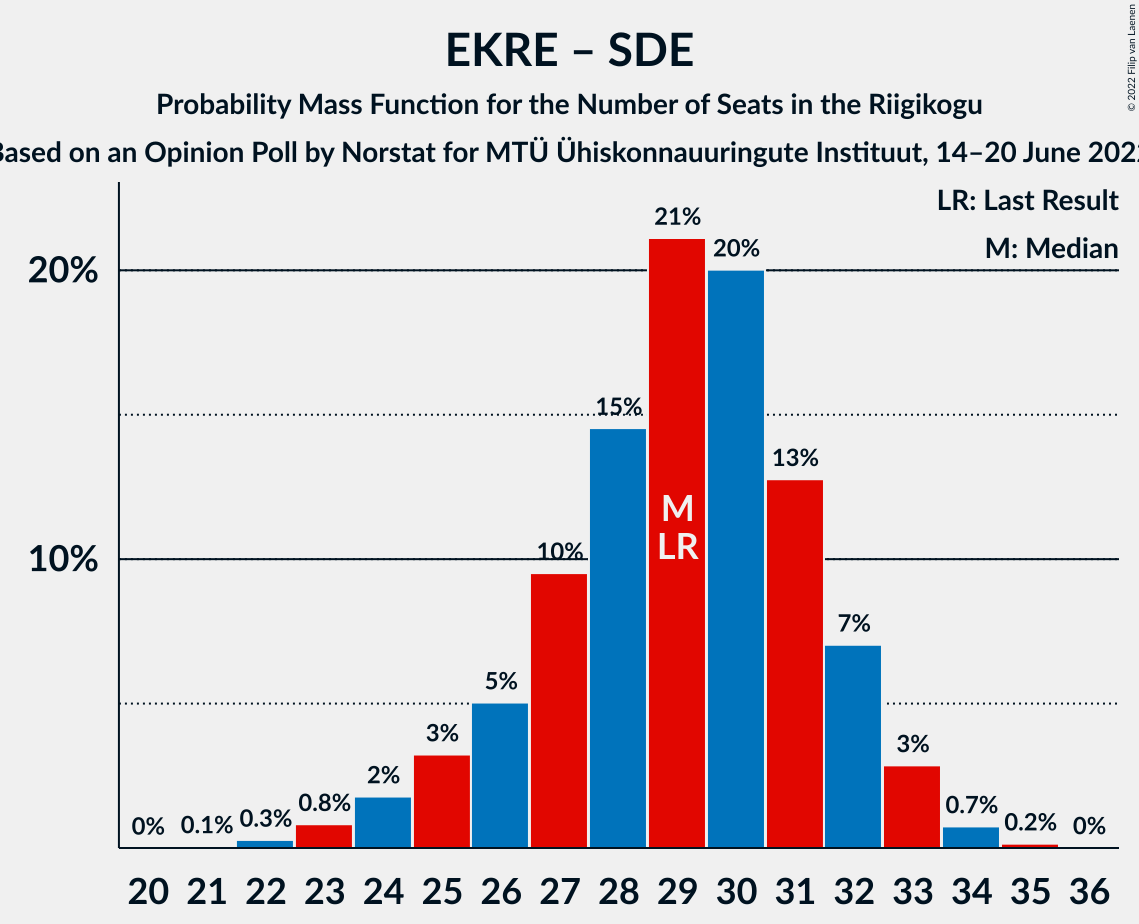 EKRE – SDE
Probability Mass Function for the Number of Seats in the Riigikogu
Based on an Opinion Poll by Norstat for MTÜ Ühiskonnauuringute Instituut, 14–20 June 2022
© 2022 Filip van Laenen
LR: Last Result
M: Median
20%
10%
0%
0.1%
0.3%
0.8%
2%
3%
5%
10%
15%
21%
20%
13%
7%
3%
0.7%
0.2%
0%
M
LR
20 21 22 23 24 25 26 27 28 29 30 31 32 33 34 35 36